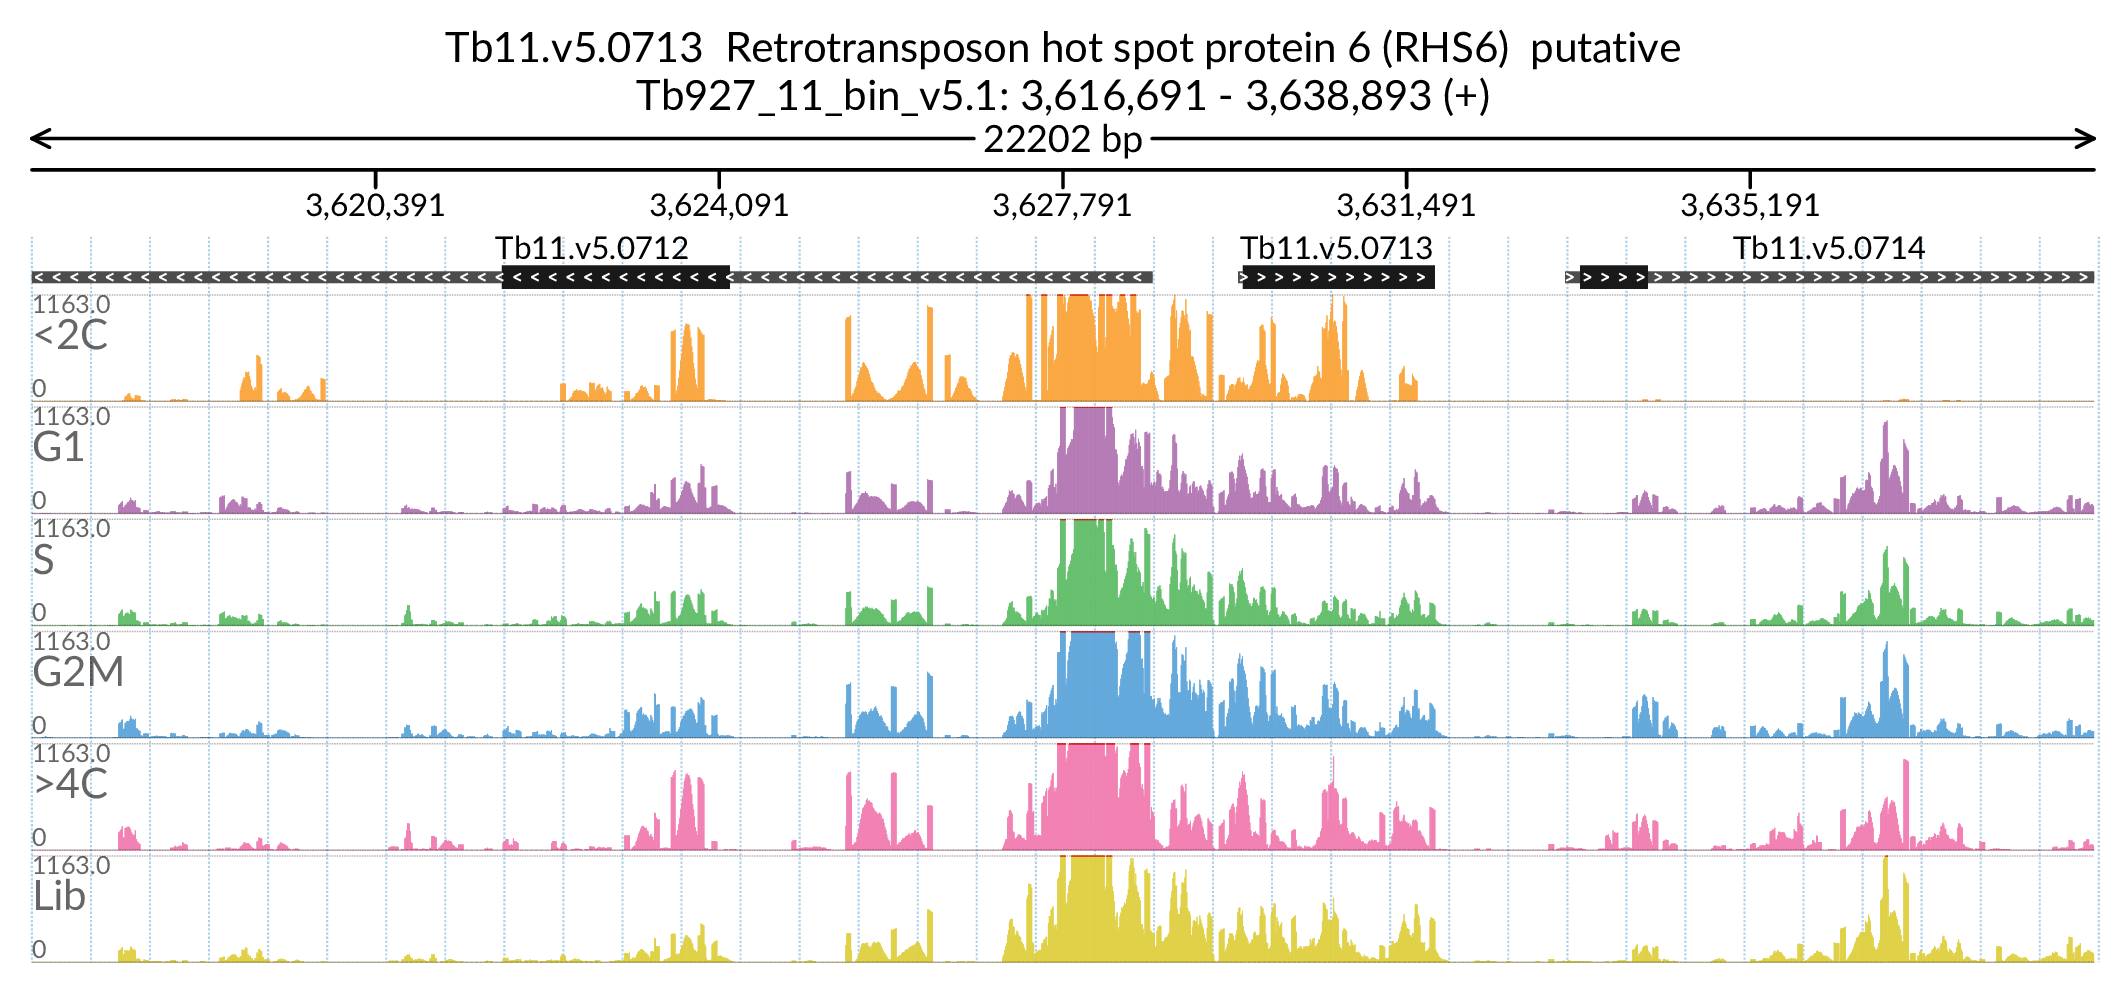 Tb11.v5.0713 Retrotransposon hot spot protein 6 (RHS6) putative
Tb927_11_bin_v5.1: 3,616,691 - 3,638,893 (+)
22202 bp
3,620,391 3,624,091 3,627,791 3,631,491 3,635,191
Tb11.v5.0712 Tb11.v5.0713 Tb11.v5.0714
1163.0
<2C
0
1163.0
G1
0
1163.0
S
0
1163.0
G2M
0
1163.0
>4C
0
1163.0
Lib
0